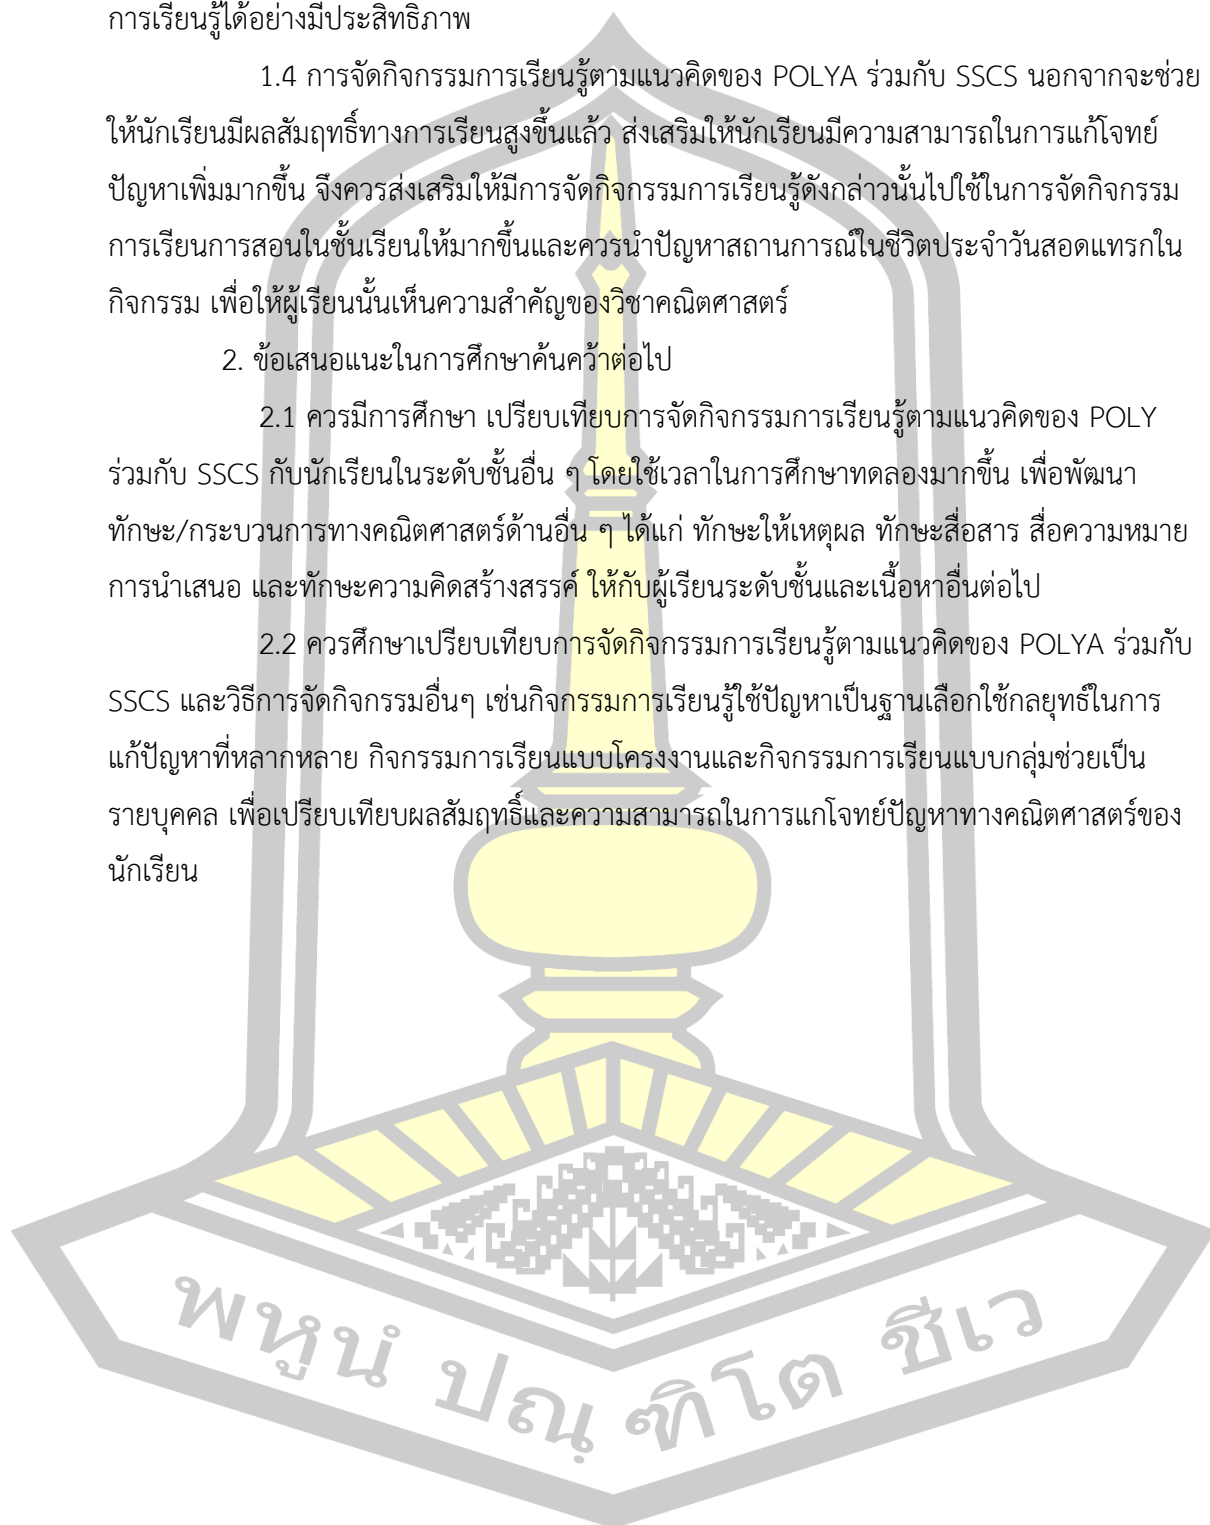 การเรียนรู้ได้อย่างมีประสิทธิภาพ
1.4 การจัดกิจกรรมการเรียนรู้ตามแนวคิดของ POLYA ร่วมกับ SSCS นอกจากจะช่วย
ให้นักเรียนมีผลสัมฤทธิ์ทางการเรียนสูงขึ้นแล้ว ส่งเสริมให้นักเรียนมีความสามารถในการแก้โจทย์
ปัญหาเพิ่มมากขึ้น จึงควรส่งเสริมให้มีการจัดกิจกรรมการเรียนรู้ดังกล่าวนั้นไปใช้ในการจัดกิจกรรม
การเรียนการสอนในชั้นเรียนให้มากขึ้นและควรนำปัญหาสถานการณ์ในชีวิตประจำวันสอดแทรกใน
กิจกรรม เพื่อให้ผู้เรียนนั้นเห็นความสำคัญของวิชาคณิตศาสตร์
2. ข้อเสนอแนะในการศึกษาค้นคว้าต่อไป
2.1 ควรมีการศึกษา เปรียบเทียบการจัดกิจกรรมการเรียนรู้ตามแนวคิดของ POLY
ร่วมกับ SSCS กับนักเรียนในระดับชั้นอื่น ๆ โดยใช้เวลาในการศึกษาทดลองมากขึ้น เพื่อพัฒนา
ทักษะ/กระบวนการทางคณิตศาสตร์ด้านอื่น ๆ ได้แก่ ทักษะให้เหตุผล ทักษะสื่อสาร สื่อความหมาย
การนำเสนอ และทักษะความคิดสร้างสรรค์ ให้กับผู้เรียนระดับชั้นและเนื้อหาอื่นต่อไป
2.2 ควรศึกษาเปรียบเทียบการจัดกิจกรรมการเรียนรู้ตามแนวคิดของ POLYA ร่วมกับ
SSCS และวิธีการจัดกิจกรรมอื่นๆ เช่นกิจกรรมการเรียนรู้ใช้ปัญหาเป็นฐานเลือกใช้กลยุทธ์ในการ
แก้ปัญหาที่หลากหลาย กิจกรรมการเรียนแบบโครงงานและกิจกรรมการเรียนแบบกลุ่มช่วยเป็น
รายบุคคล เพื่อเปรียบเทียบผลสัมฤทธิ์และความสามารถในการแกโจทย์ปัญหาทางคณิตศาสตร์ของ
นักเรียน
พหูนํ ปณฺ ฑิโต ชีเว